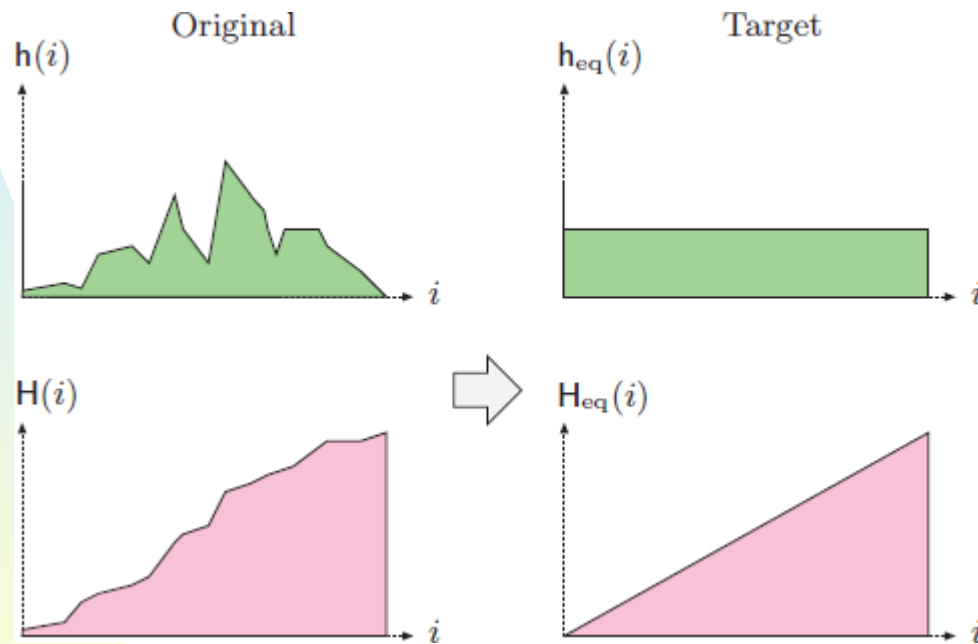 Original
Target
h(i)
h_eq(i)
i
i
H(i)
H_eq(i)
i
i